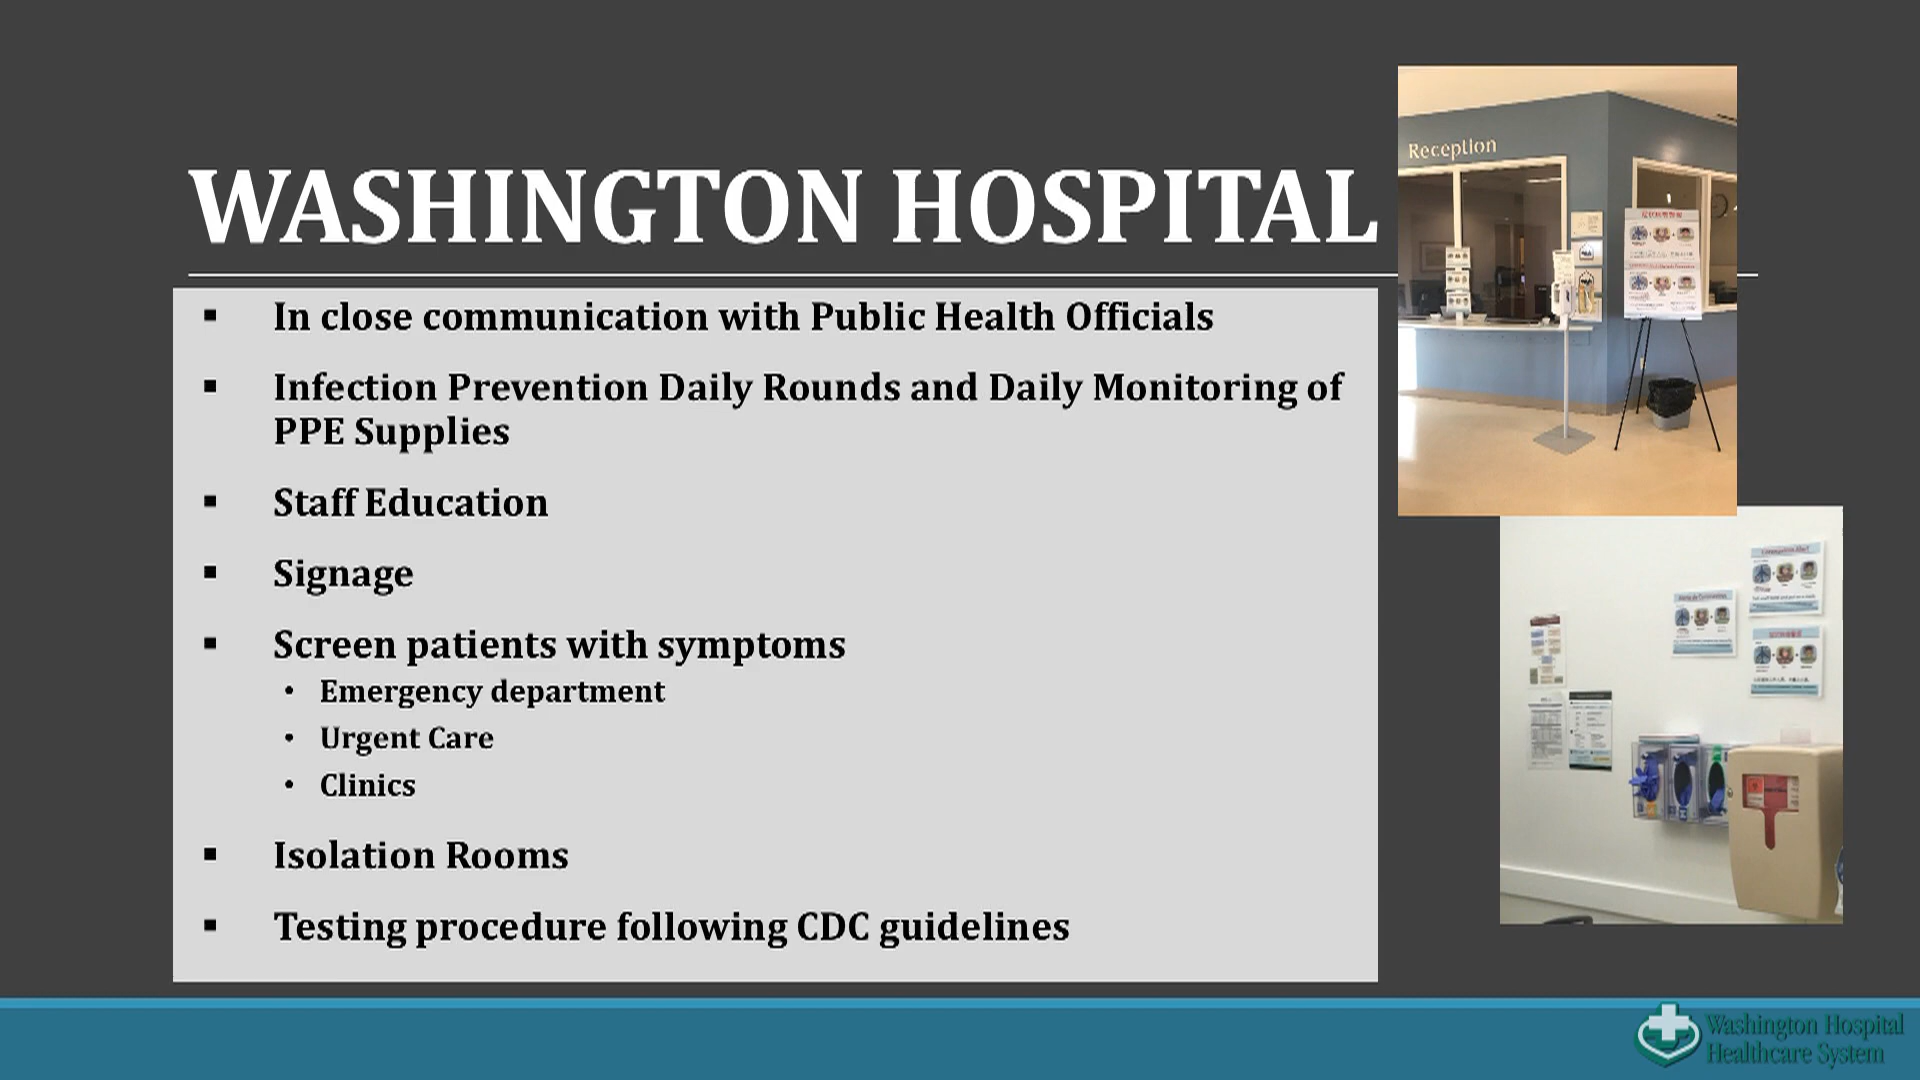 WASHINGTON HOSPITAL
▪ In close communication with Public Health Officials
▪ Infection Prevention Daily Rounds and Daily Monitoring of
PPE Supplies
▪ Staff Education
▪ Signage
▪ Screen patients with symptoms
• Emergency department
• Urgent Care
• Clinics
▪ Isolation Rooms
▪ Testing procedure following CDC guidelines
Reception
Washington Hospital
Healthcare System